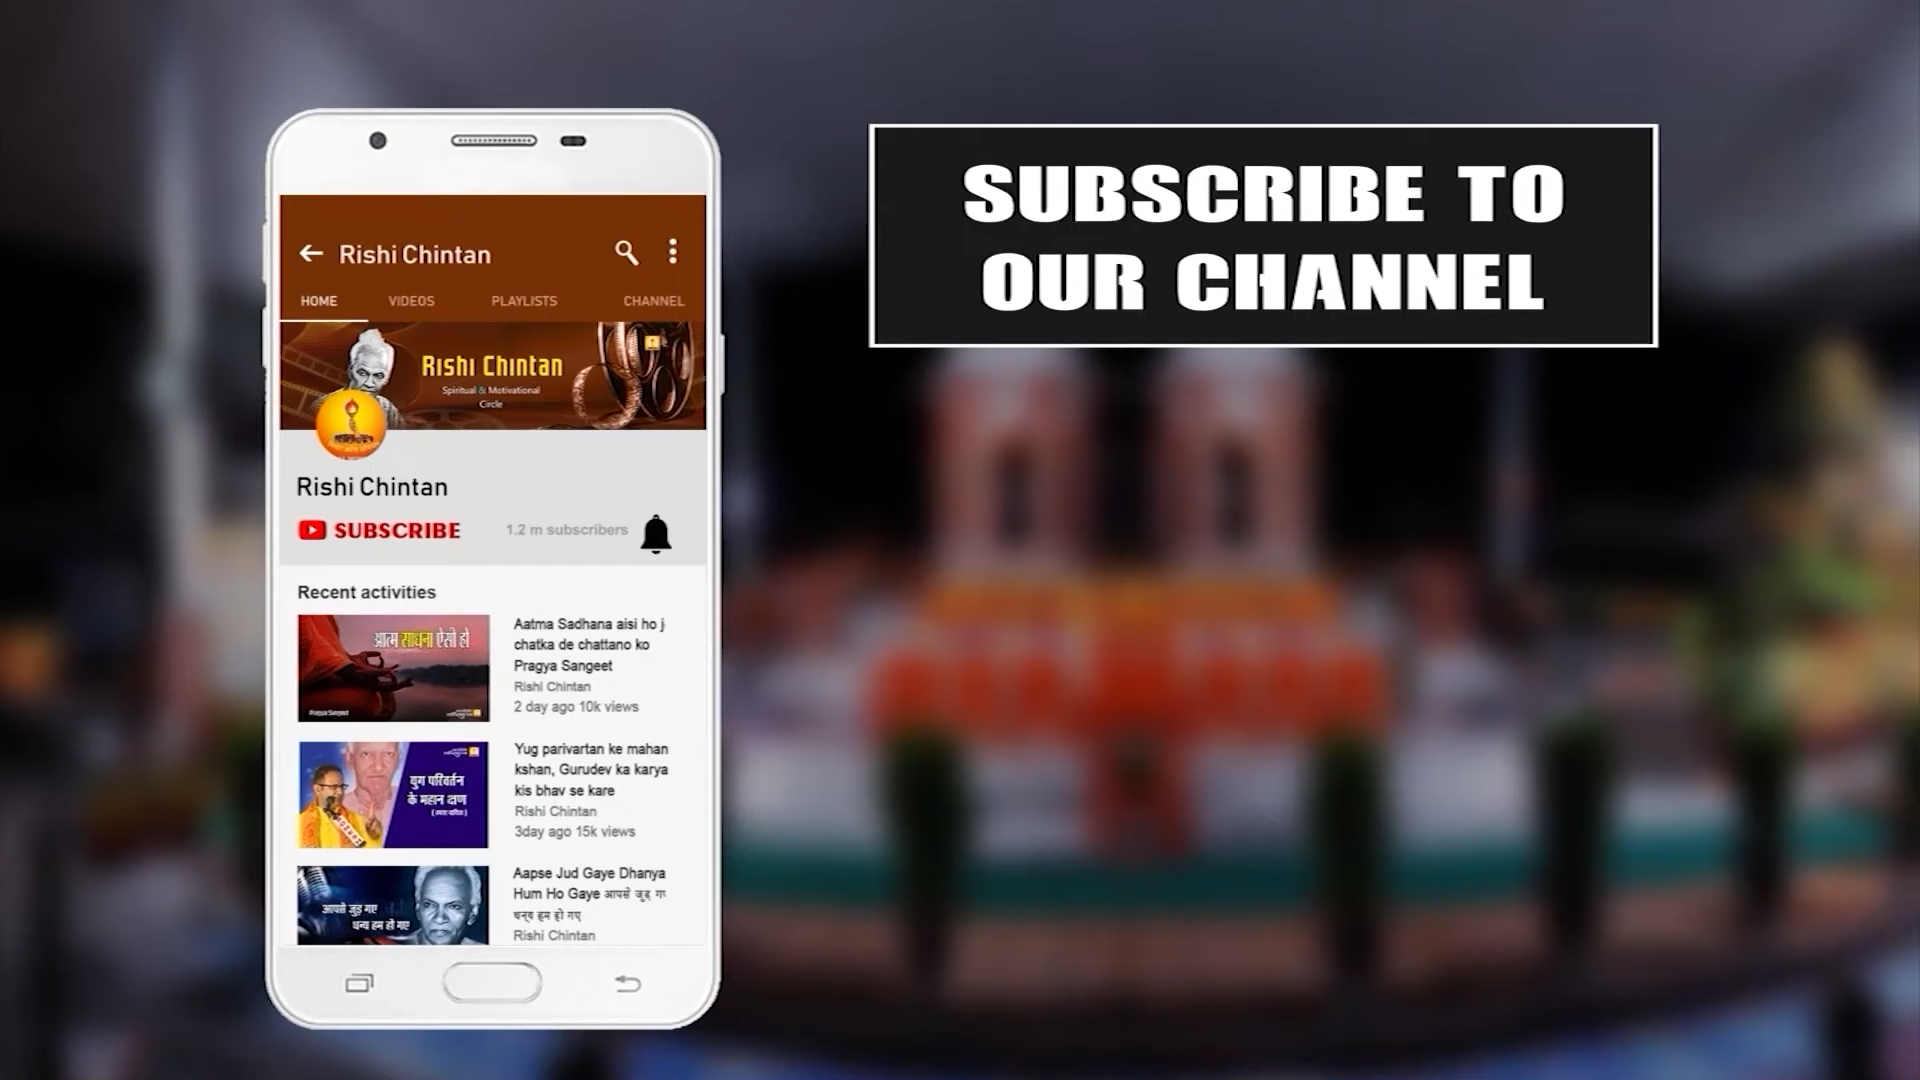 SUBSCRIBE TO
OUR CHANNEL
Rishi Chintan
HOME VIDEOS PLAYLISTS CHANNEL
Rishi Chintan
Spiritual & Motivational
Circle
Rishi Chintan
SUBSCRIBE 1.2 m subscribers
Recent activities
आत्म साधना ऐसी हो
Pragya Sangeet
Aatma Sadhana aisi ho j
chatka de chattano ko
Pragya Sangeet
Rishi Chintan
2 day ago 10k views
युग परिवर्तन
के महान क्षण
Yug parivartan ke mahan
kshan, Gurudev ka karya
kis bhav se kare
Rishi Chintan
3day ago 15k views
आपसे जुड़ गए
धन्य हम हो गए
Aapse Jud Gaye Dhanya
Hum Ho Gaye आपसे जुड़ ग
धन्य हम हो गए
Rishi Chintan